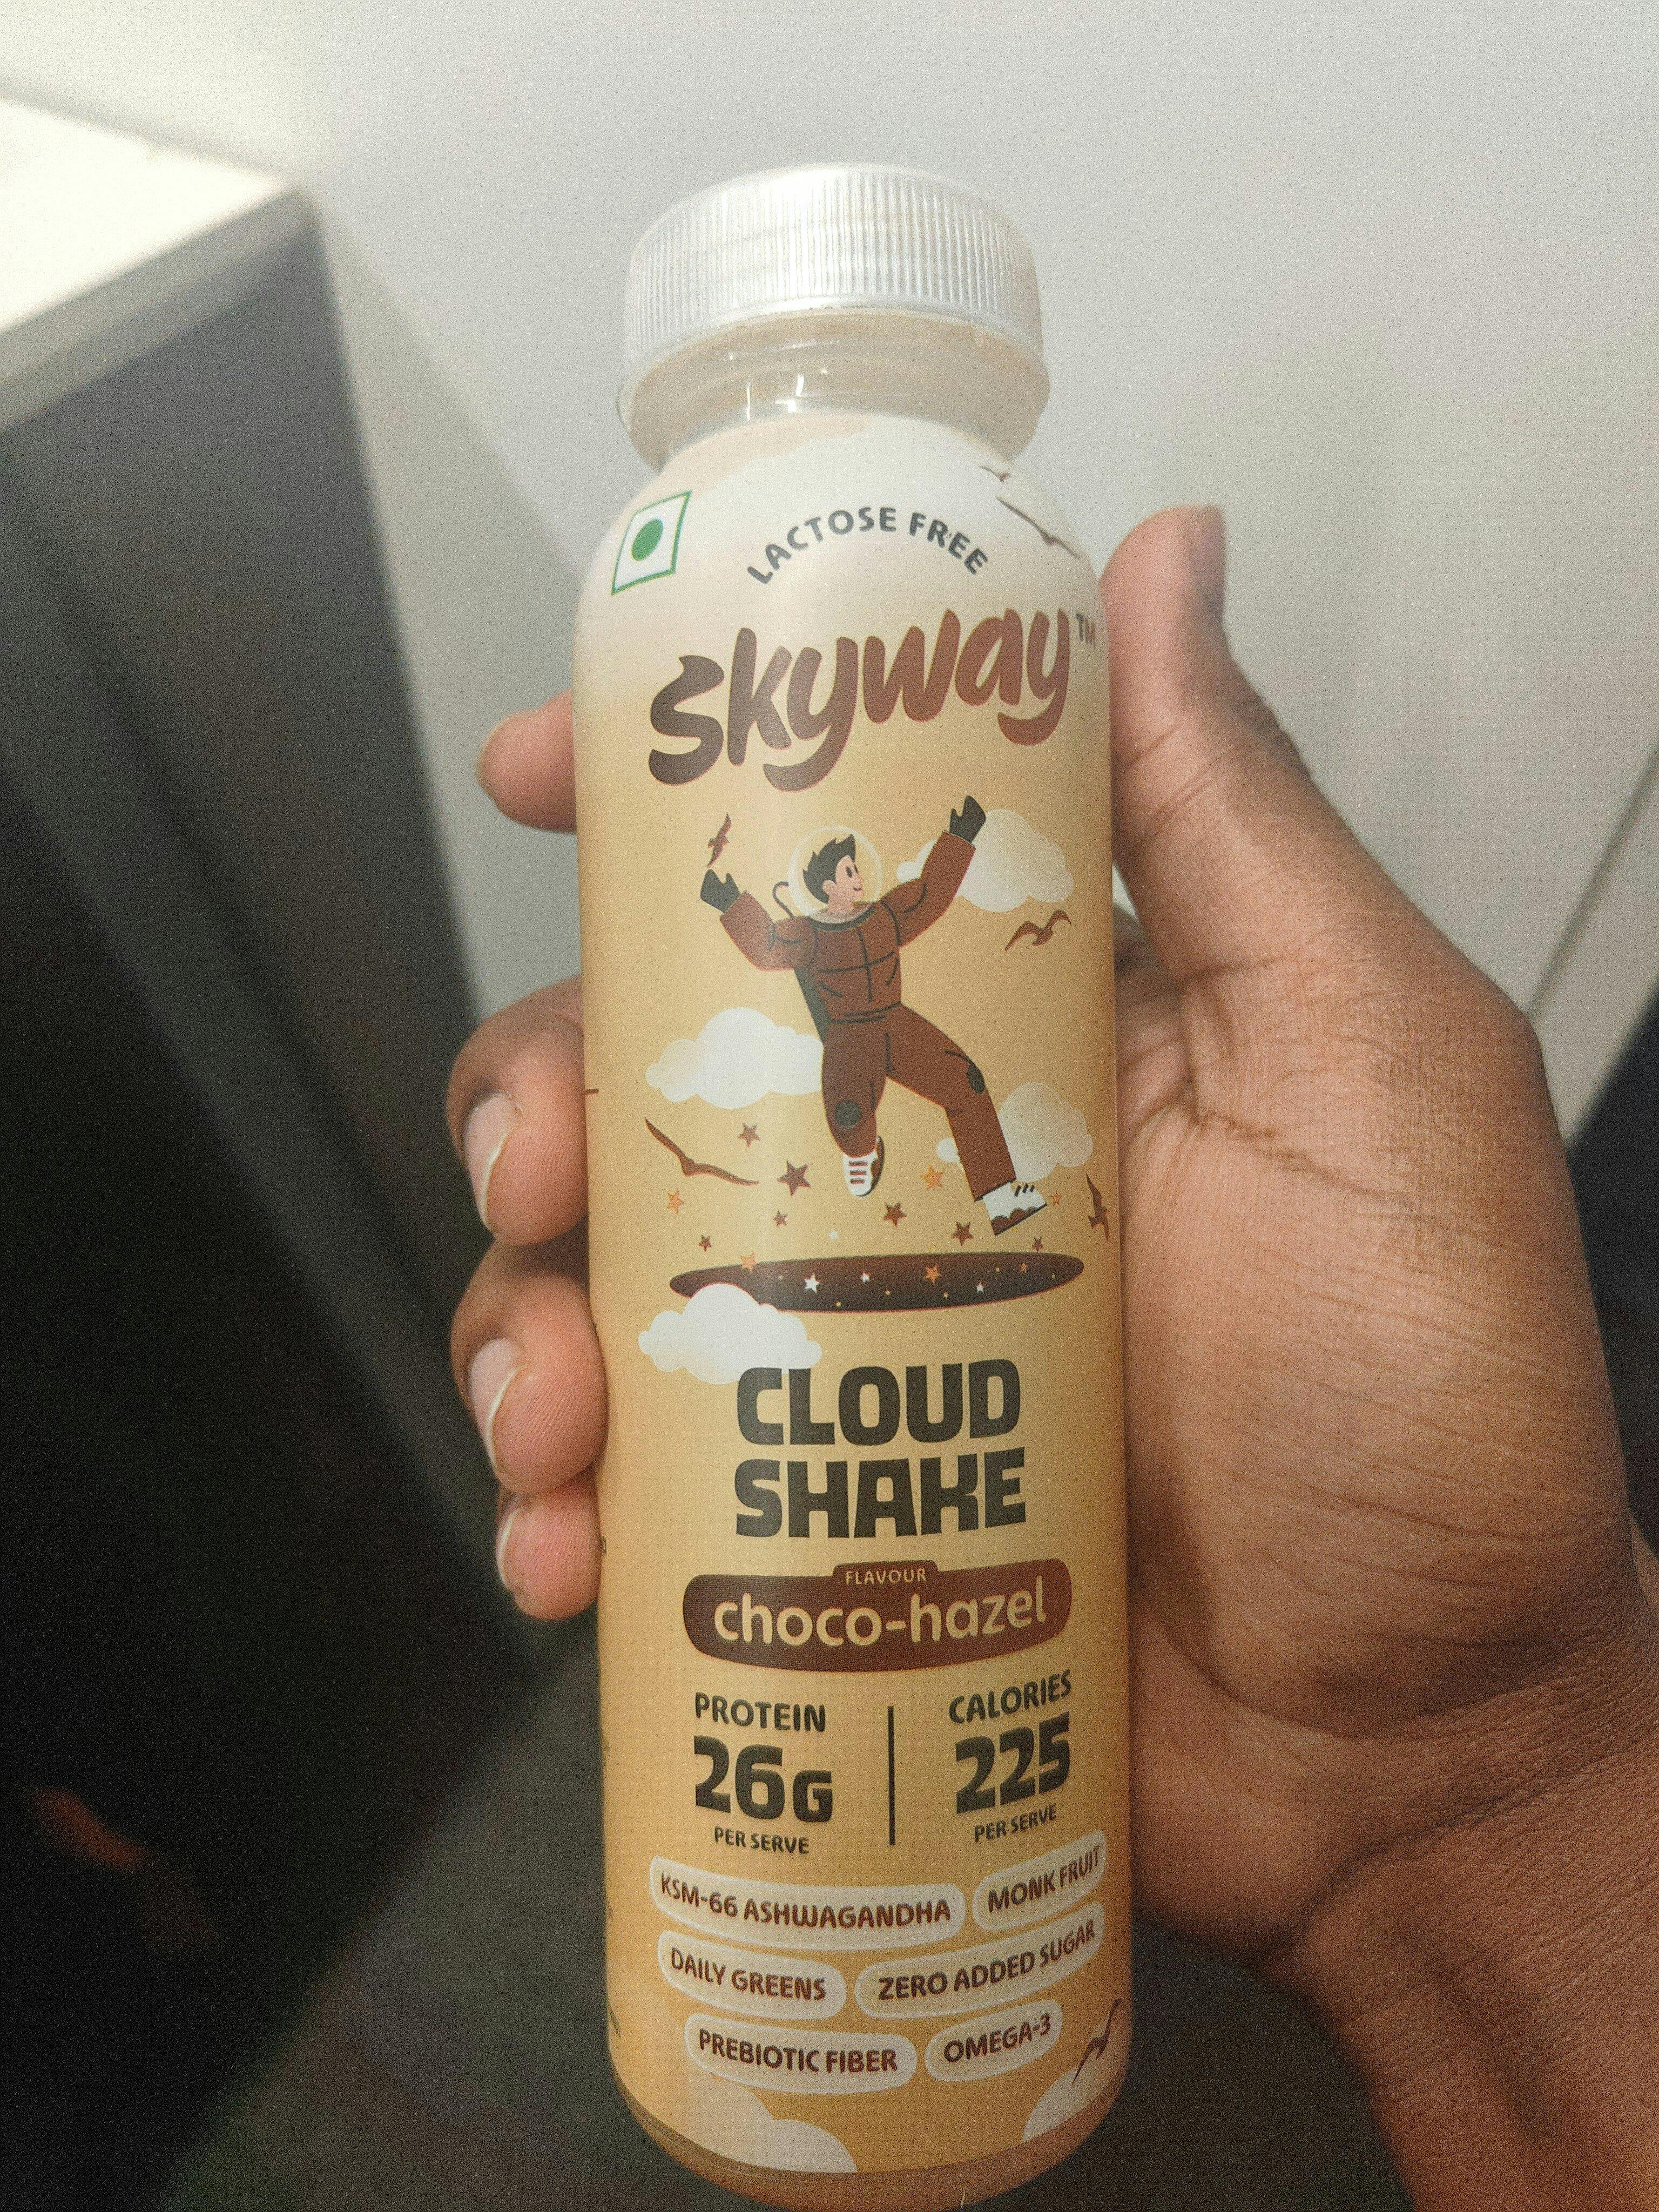 LACTOSE FREE
skyway™
CLOUD
SHAKE
FLAVOUR
choco-hazel
PROTEIN
26G
PER SERVE
CALORIES
225
PER SERVE
KSM-66 ASHWAGANDHA
MONK FRUIT
DAILY GREENS
ZERO ADDED SUGAR
PREBIOTIC FIBER
OMEGA-3